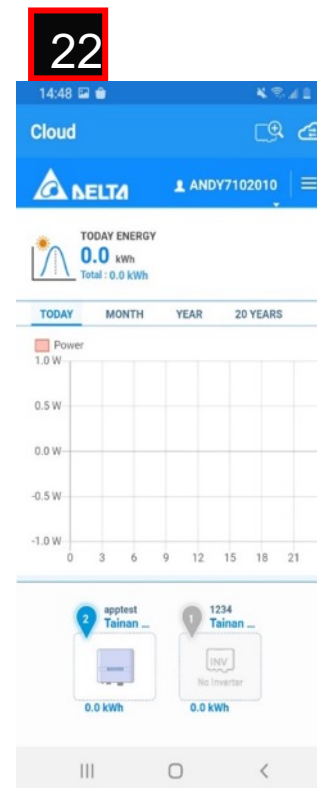 22
14:48
Cloud
DELTA ANDY7102010
TODAY ENERGY
0.0 kWh
Total : 0.0 kWh
TODAY MONTH YEAR 20 YEARS
Power
1.0 W
0.5 W
0.0 W
-0.5 W
-1.0 W
0 3 6 9 12 15 18 21
2 apptest 1 1234
Tainan ... Tainan ...
INV
No Inverter
0.0 kWh 0.0 kWh